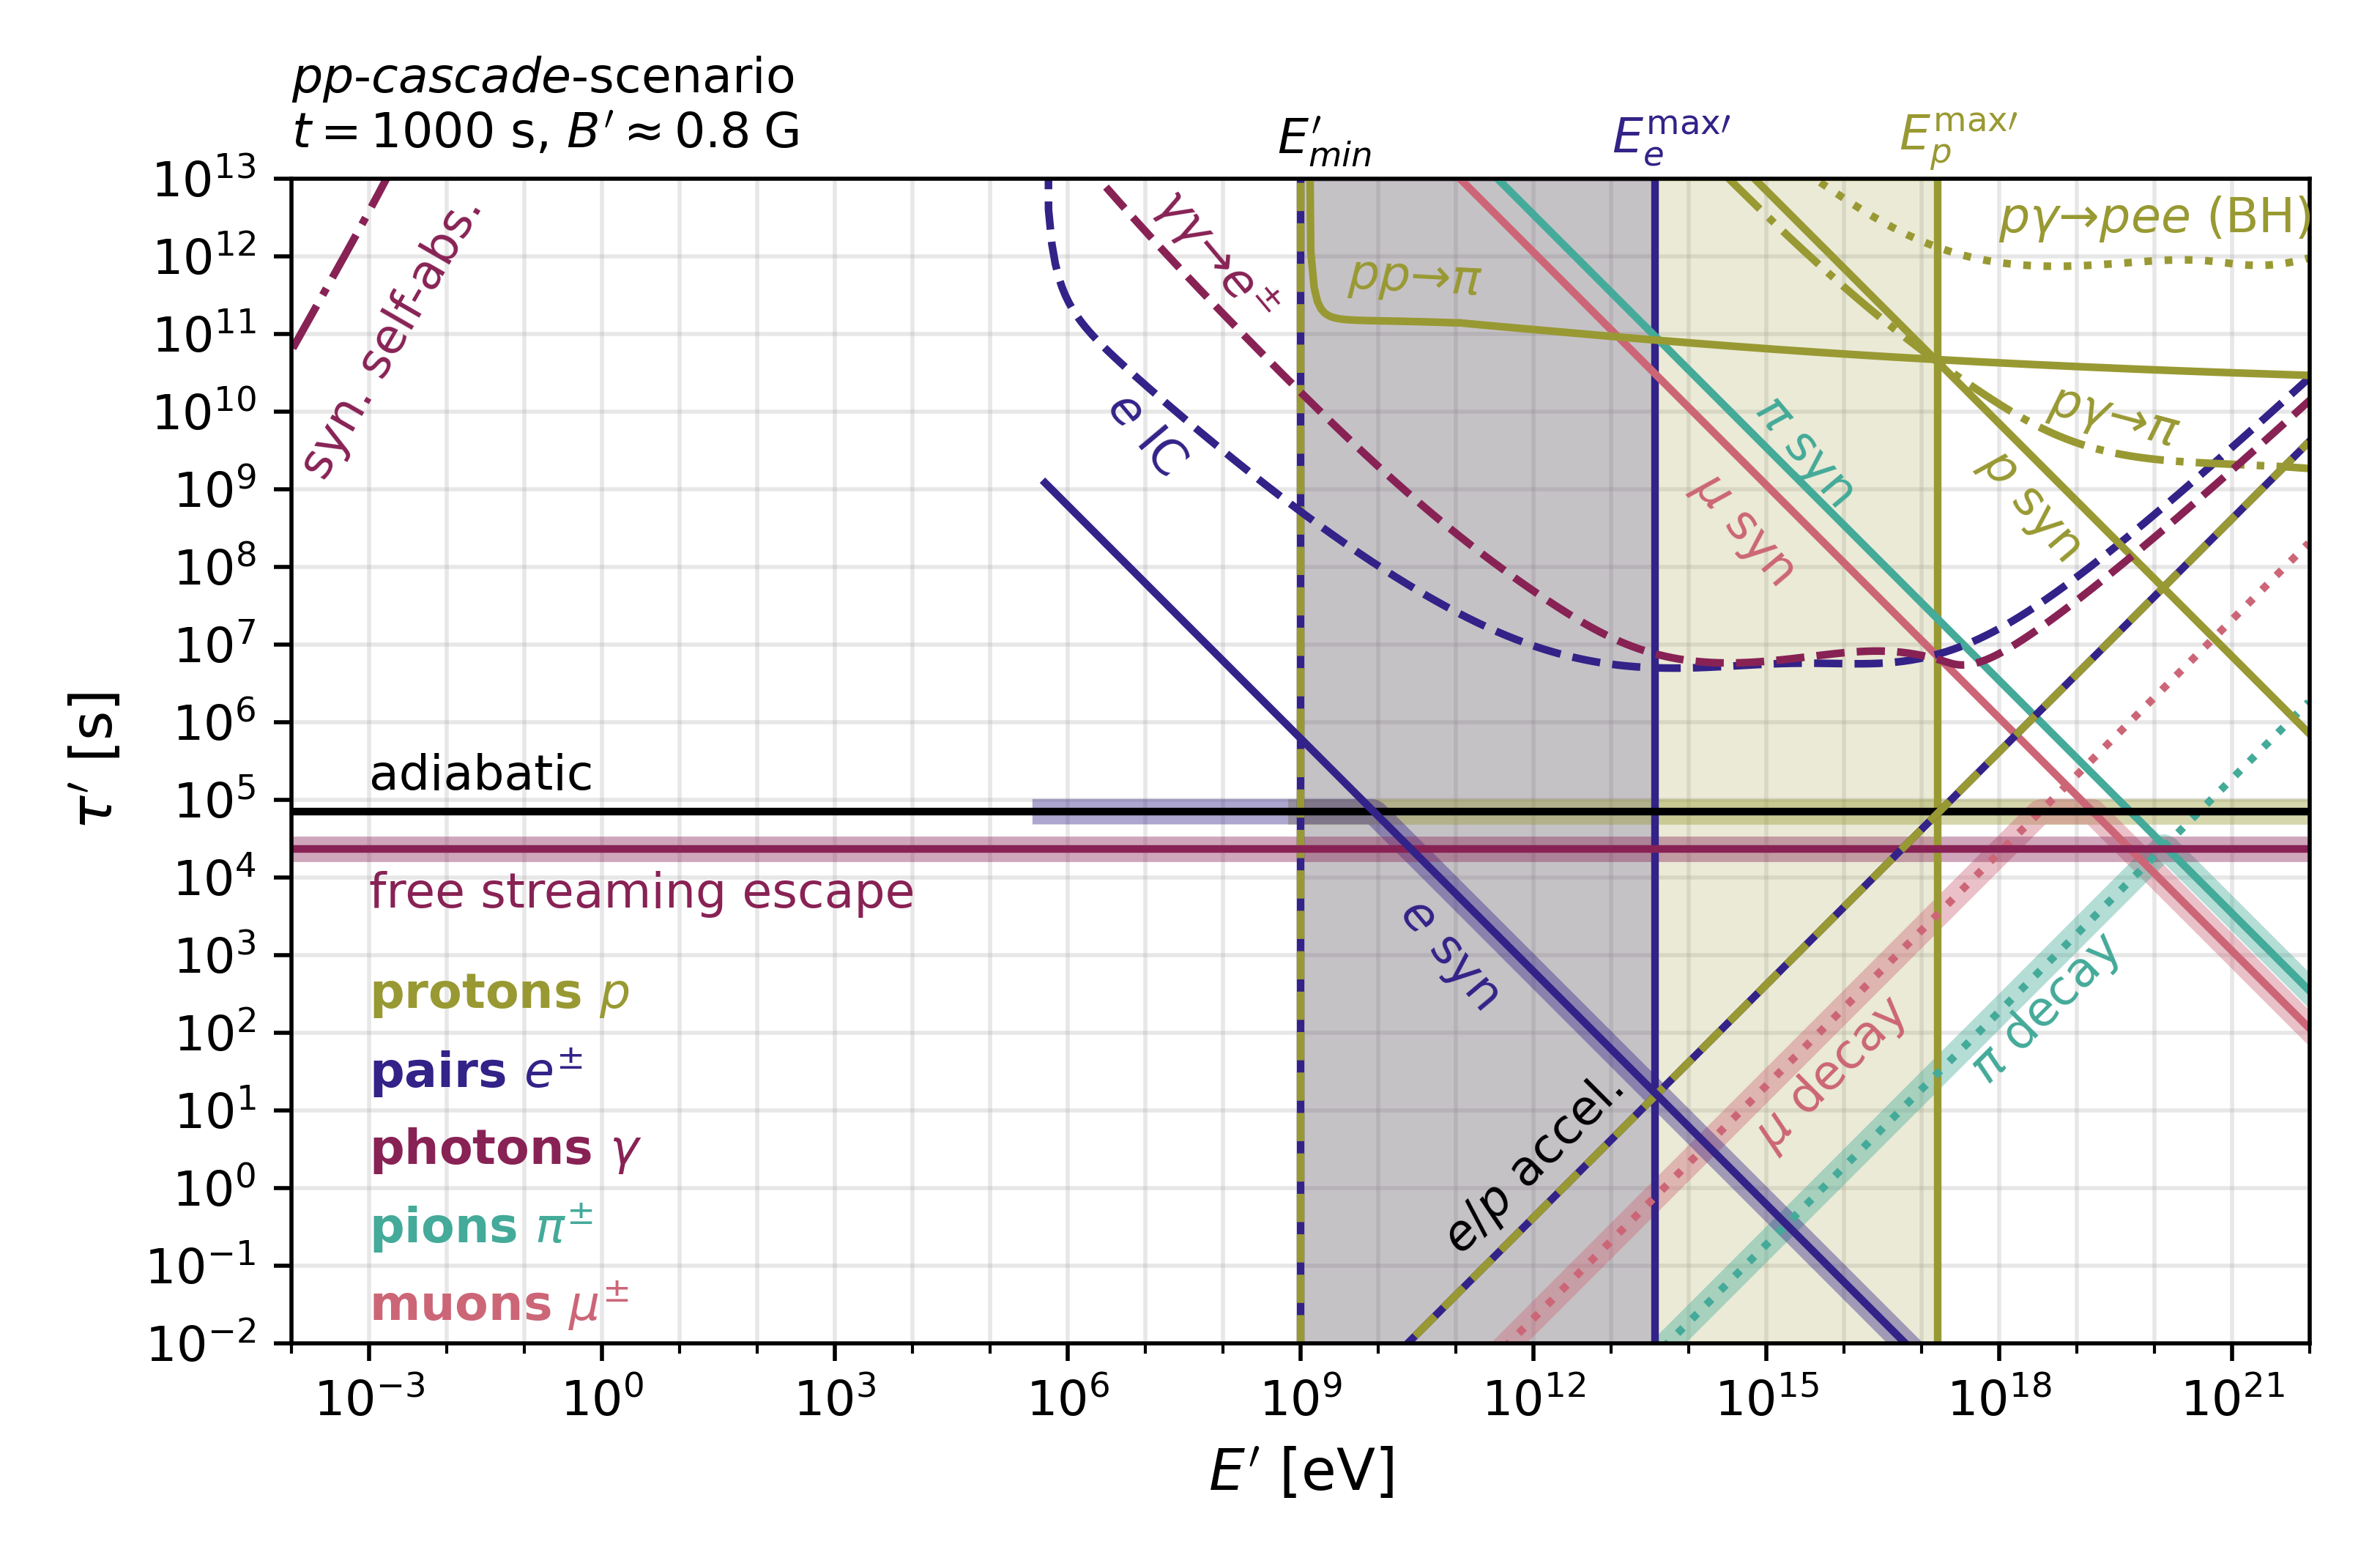 pp-cascade-scenario
t = 1000 s, B′ ≈ 0.8 G
E′min
Eₑᵐᵃˣ′
Eₚᵐᵃˣ′
10¹³
10¹²
10¹¹
10¹⁰
10⁹
10⁸
10⁷
10⁶
10⁵
10⁴
10³
10²
10¹
10⁰
10⁻¹
10⁻²
τ′ [s]
syn. self-abs.
γγ→e±
e IC
pp→π
pγ→pee (BH)
pγ→π
π syn
μ syn
p syn
adiabatic
free streaming escape
e syn
e/p accel.
μ decay
π decay
protons p
pairs e±
photons γ
pions π±
muons μ±
10⁻³ 10⁰ 10³ 10⁶ 10⁹ 10¹² 10¹⁵ 10¹⁸ 10²¹
E′ [eV]